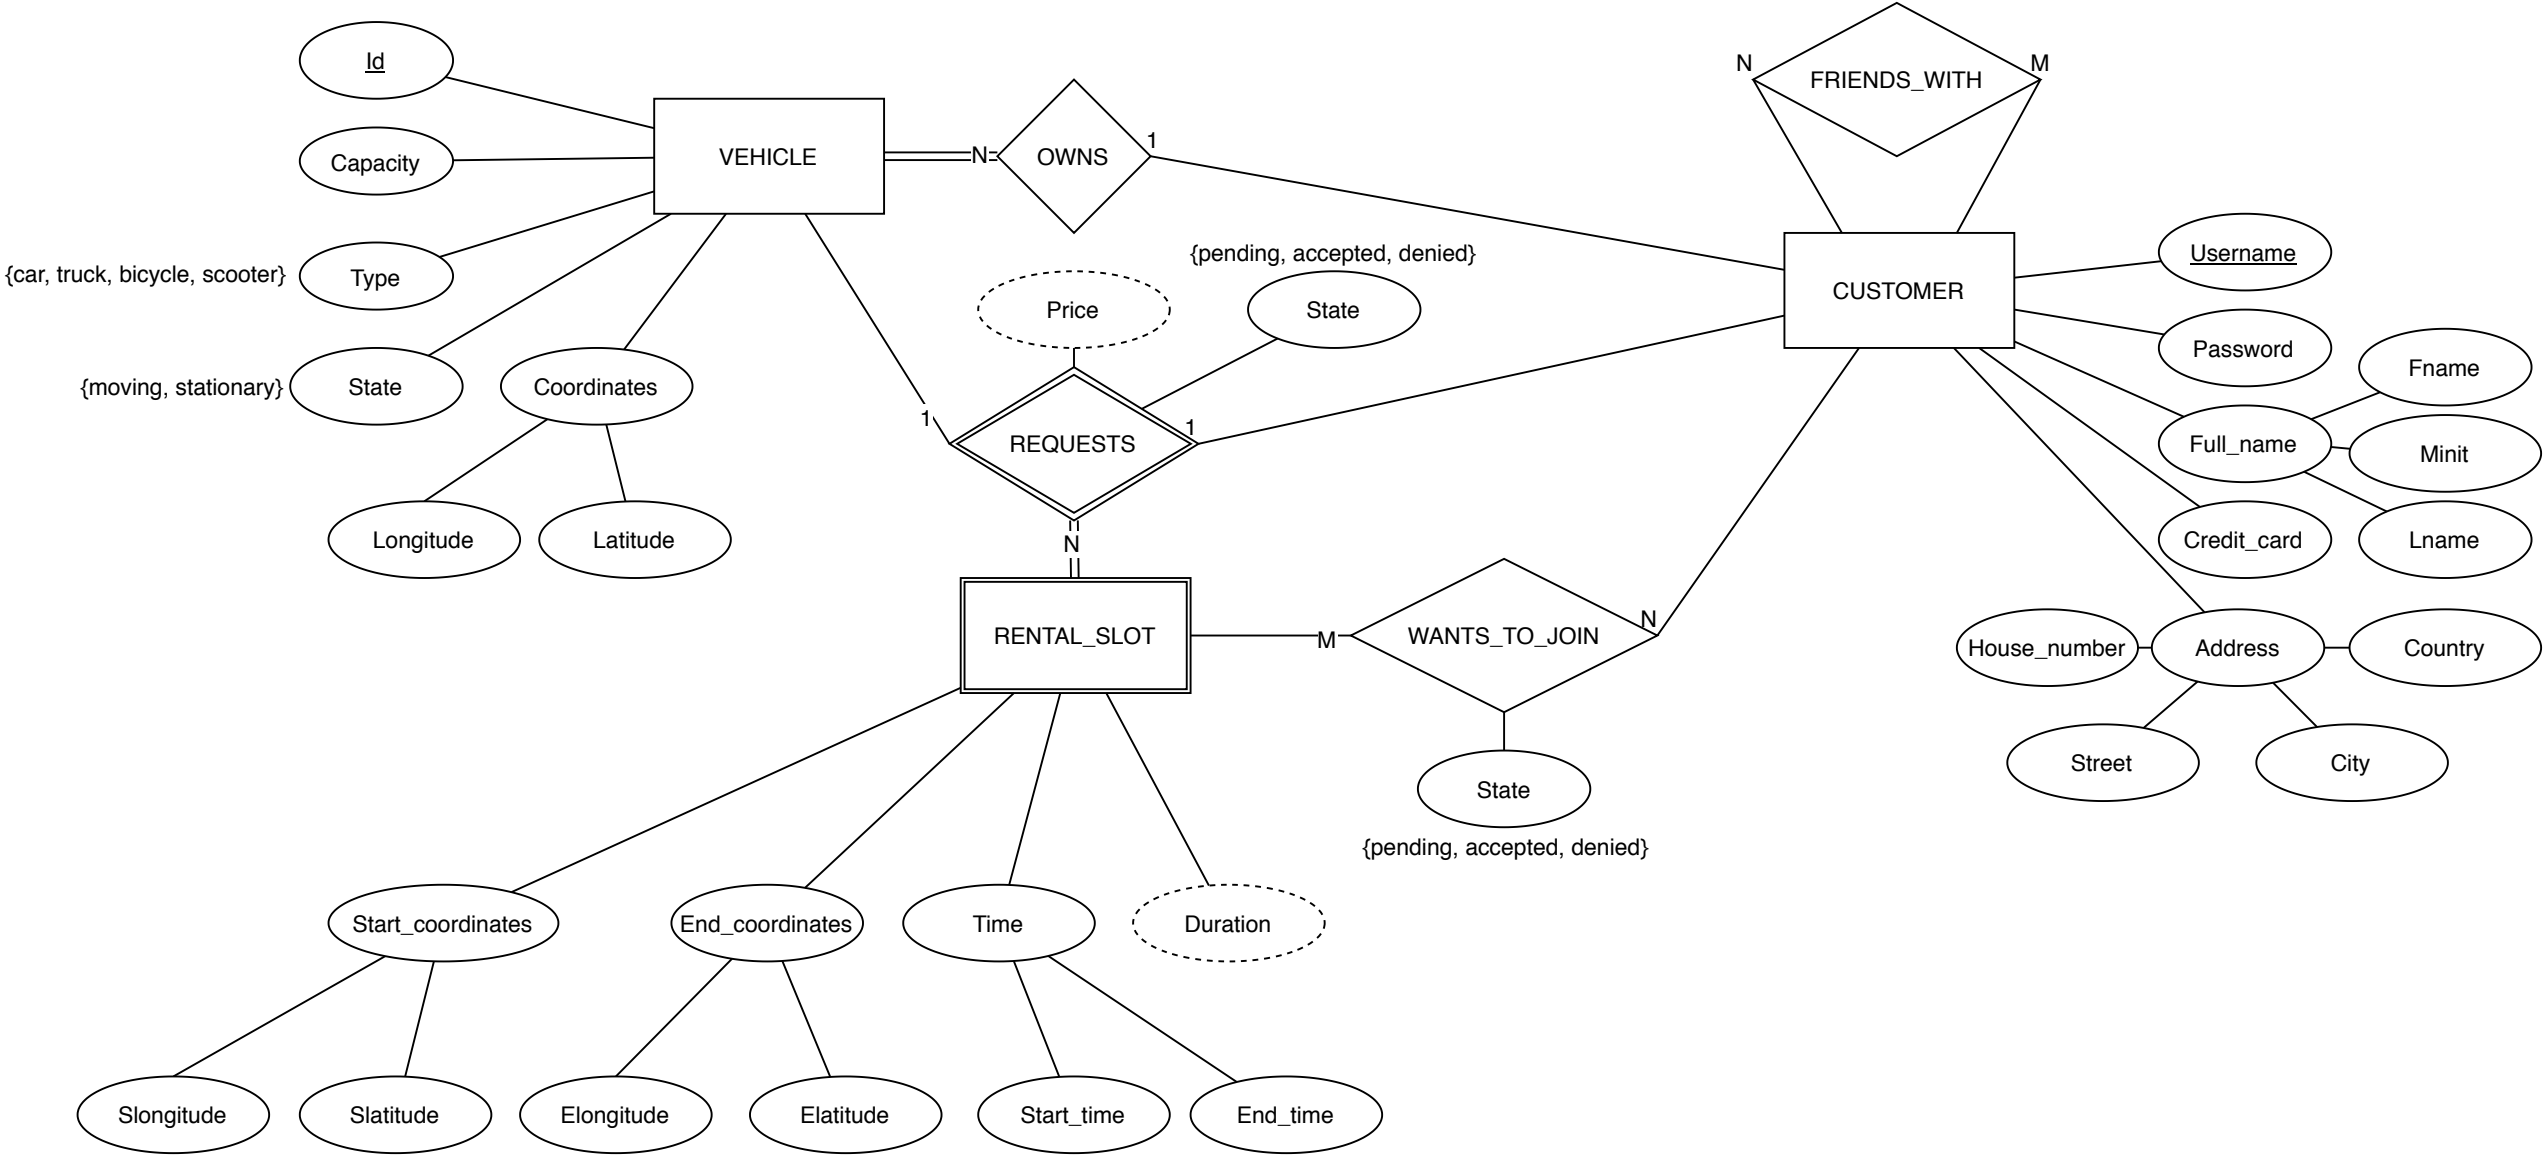 Id
N
FRIENDS_WITH
M
VEHICLE
N
OWNS
1
Capacity
{car, truck, bicycle, scooter}
Type
{pending, accepted, denied}
Username
CUSTOMER
Price
State
Password
Fname
{moving, stationary}
State
Coordinates
1
REQUESTS
1
Full_name
Minit
Longitude
Latitude
N
Credit_card
Lname
RENTAL_SLOT
M
WANTS_TO_JOIN
N
House_number
Address
Country
Street
City
State
{pending, accepted, denied}
Start_coordinates
End_coordinates
Time
Duration
Slongitude
Slatitude
Elongitude
Elatitude
Start_time
End_time